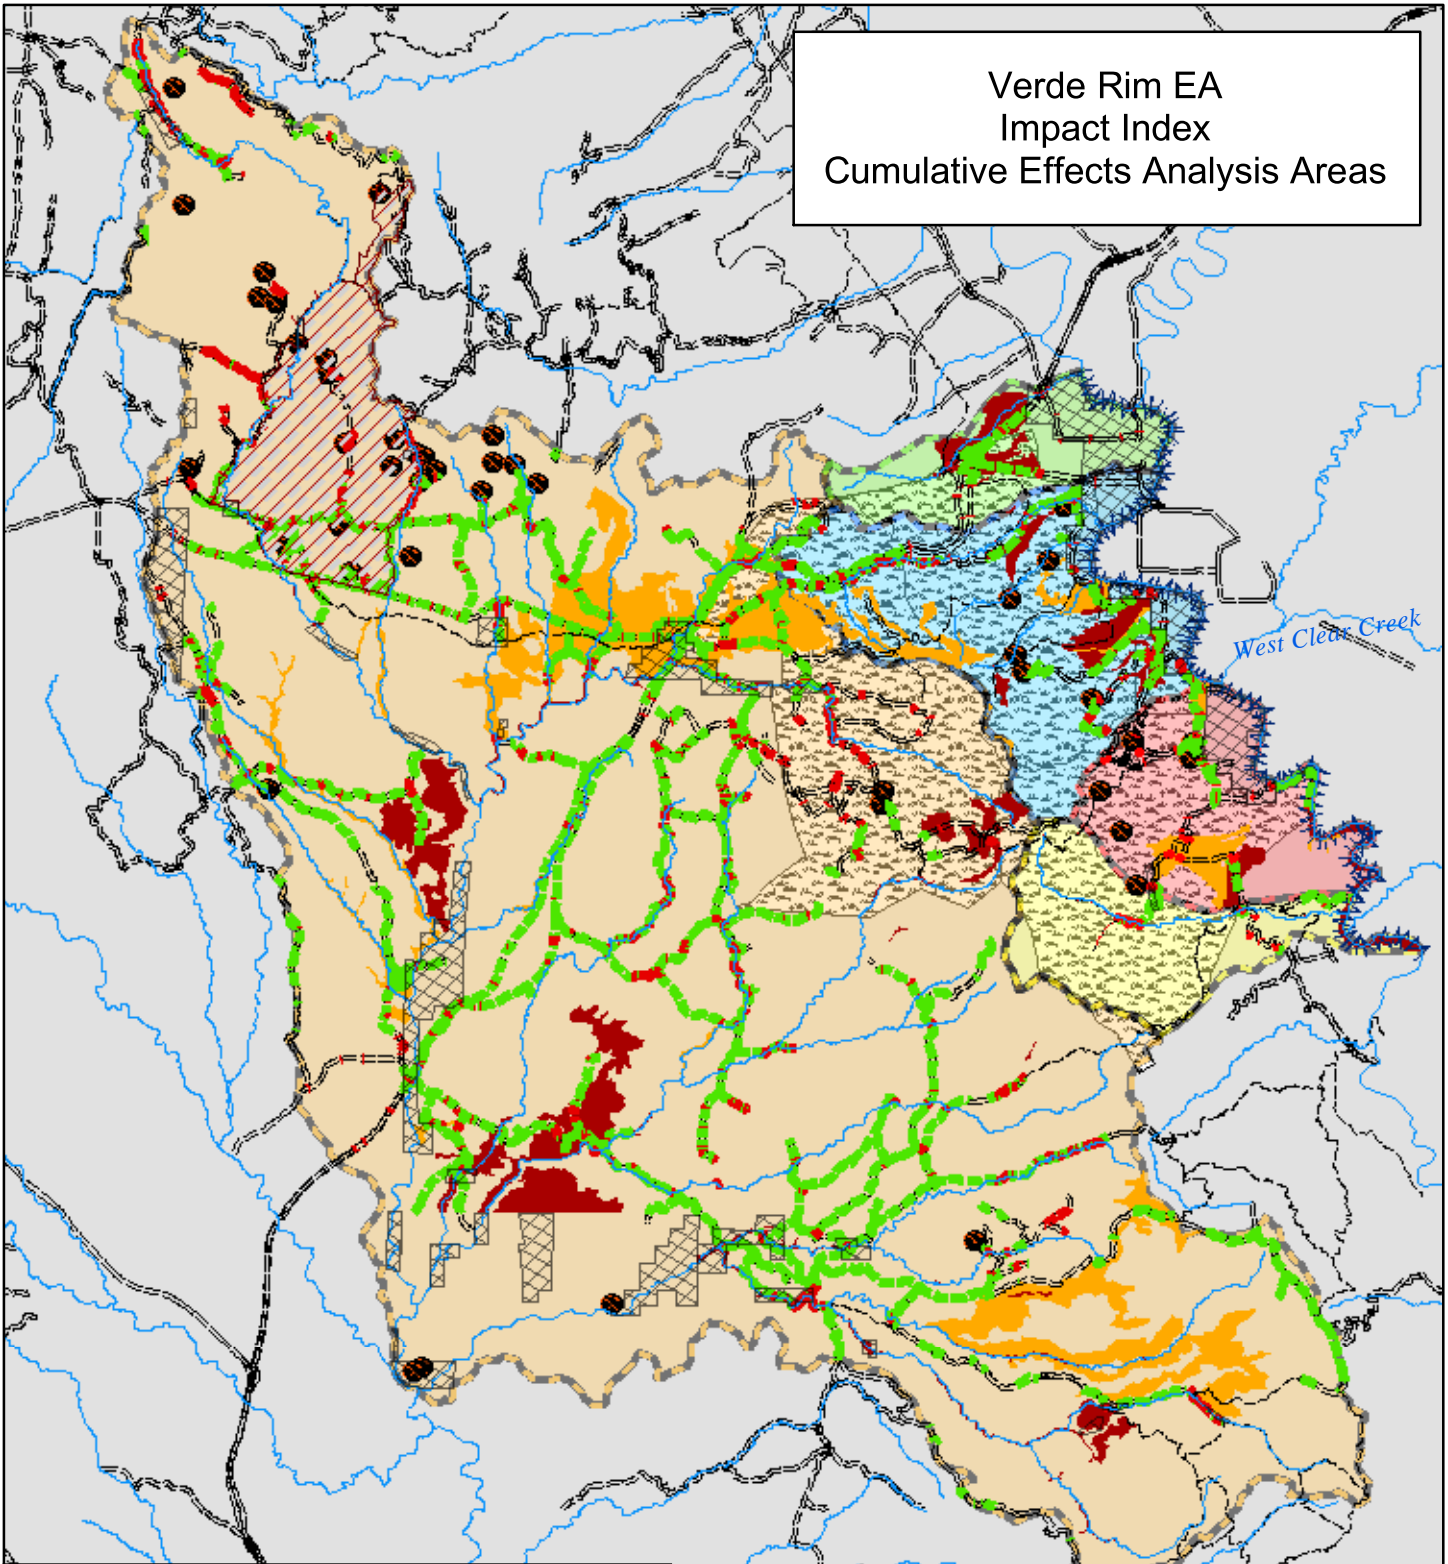 Verde Rim EA
Impact Index
Cumulative Effects Analysis Areas
West Clear Creek